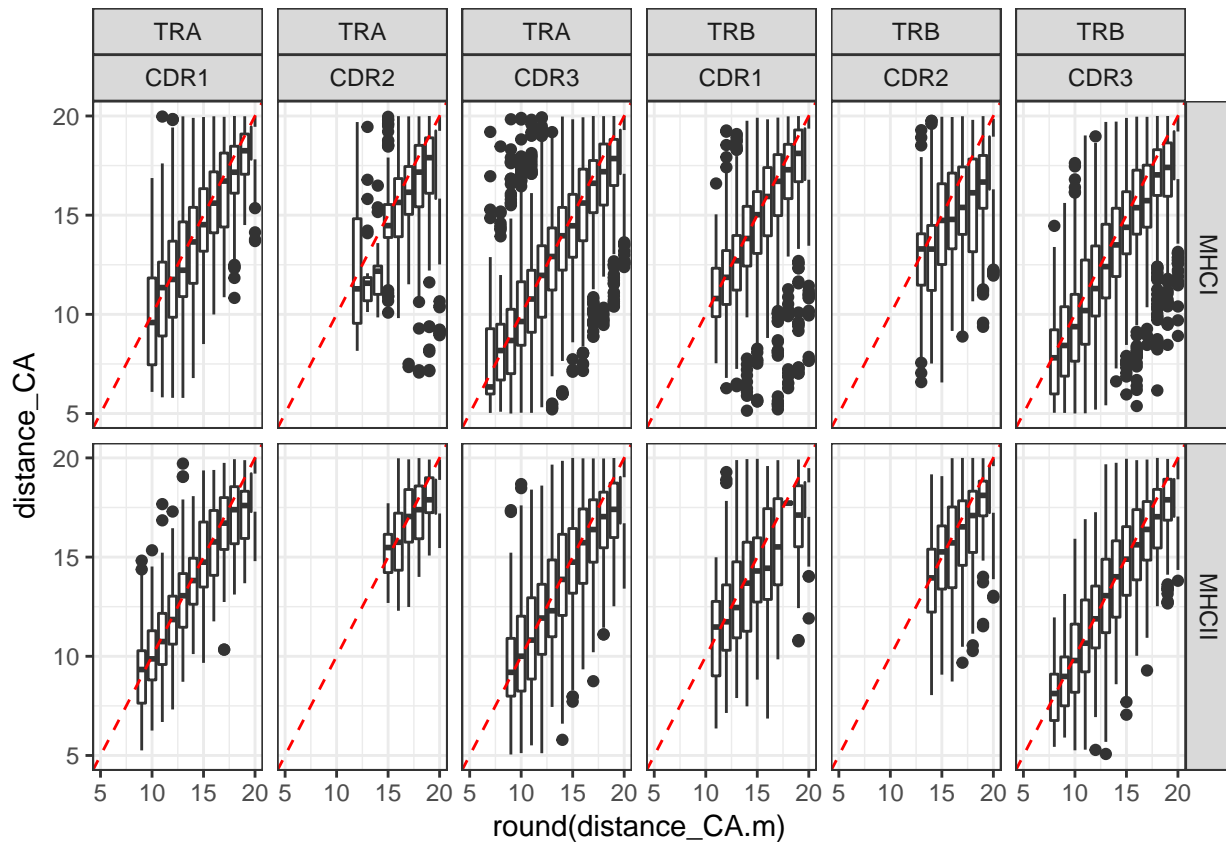 TRA TRA TRA TRB TRB TRB
CDR1 CDR2 CDR3 CDR1 CDR2 CDR3
20
15
10
5
MHCI
20
15
10
5
MHCII
distance_CA
5 10 15 20 5 10 15 20 5 10 15 20 5 10 15 20 5 10 15 20 5 10 15 20
round(distance_CA.m)